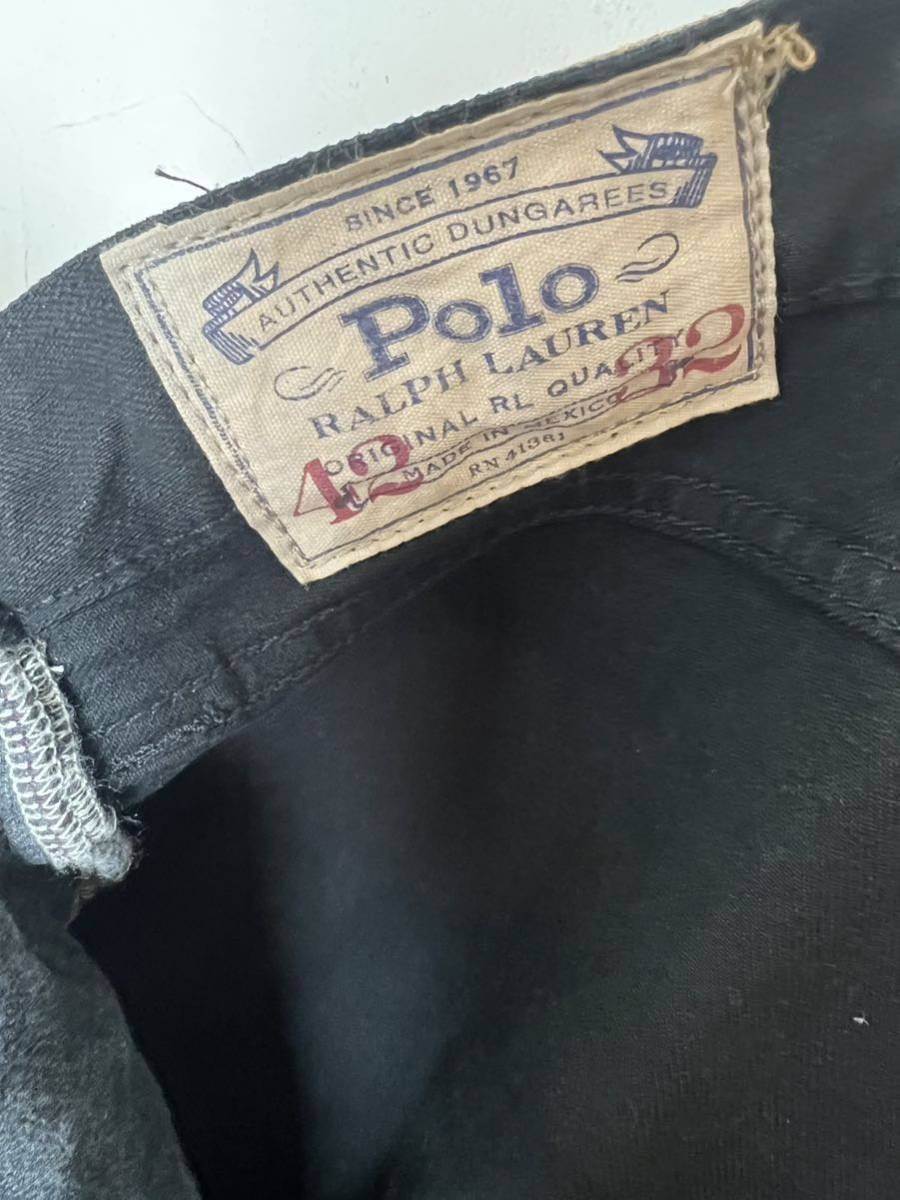 SINCE 1967
AUTHENTIC DUNGAREES
Polo
RALPH LAUREN
ORIGINAL RL QUALITY
42 MADE IN MEXICO 32
RN 41381